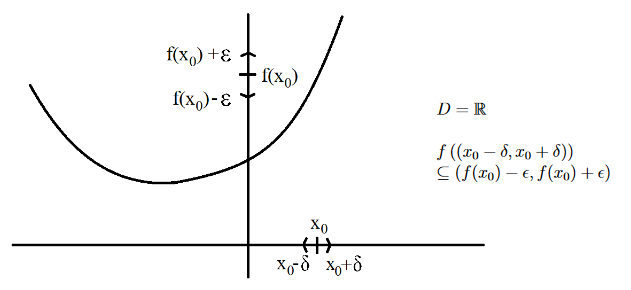 f(x₀) +ε
f(x₀)
f(x₀)-ε
D = ℝ
f ((x₀ − δ, x₀ + δ))
⊆ (f(x₀) − ϵ, f(x₀) + ϵ)
x₀
x₀-δ x₀+δ